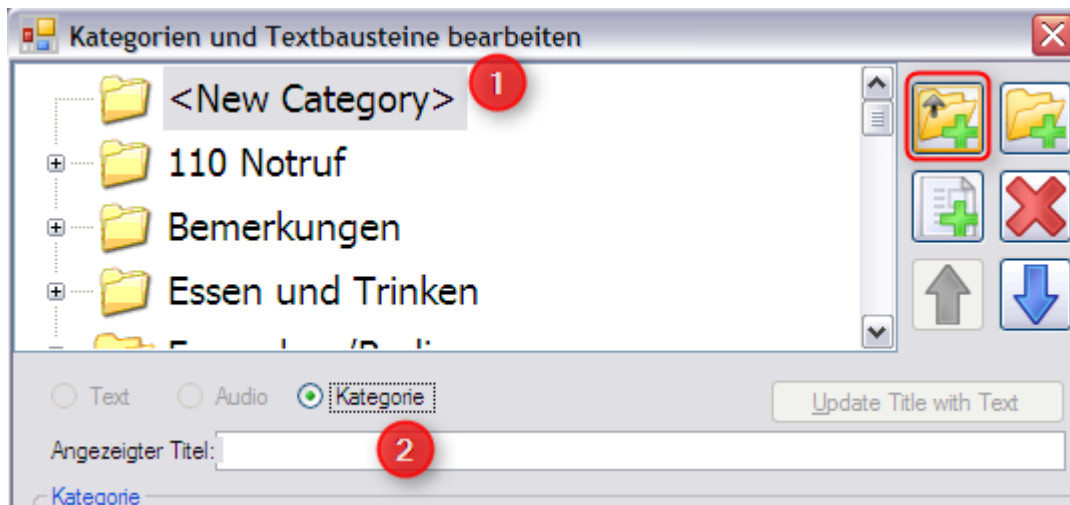 Kategorien und Textbausteine bearbeiten
<New Category> 1
110 Notruf
Bemerkungen
Essen und Trinken
Text Audio Kategorie Update Title with Text
Angezeigter Titel: 2
Kategorie